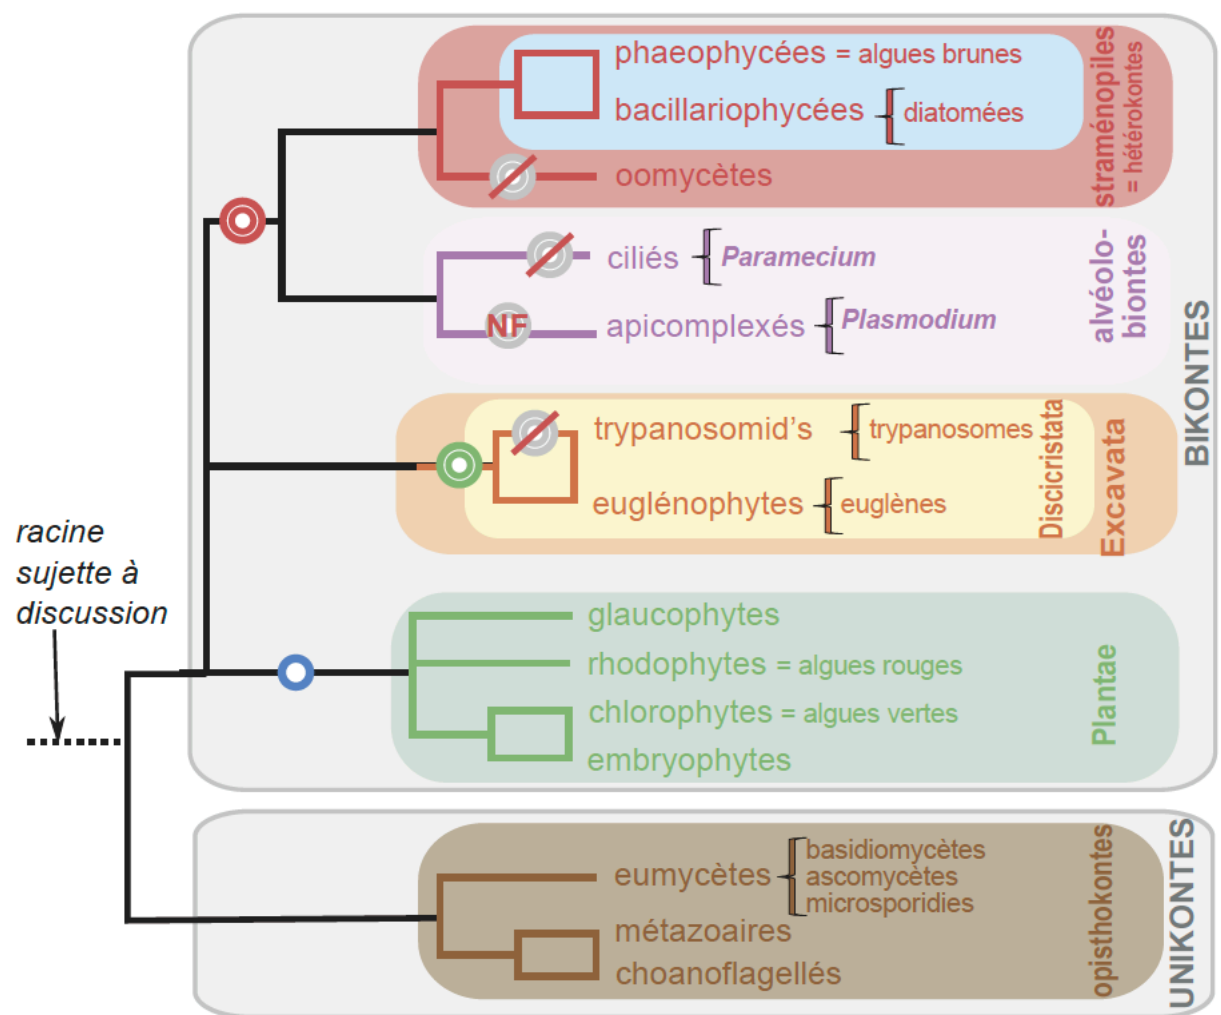 phaeophycées = algues brunes
bacillariophycées { diatomées
oomycètes
straménopiles
= hétérokontes
ciliés { Paramecium
NF apicomplexés { Plasmodium
alvéolo-
biontes
BIKONTES
trypanosomid's { trypanosomes
euglénophytes { euglènes
Discicristata
Excavata
racine
sujette à
discussion
glaucophytes
rhodophytes = algues rouges
chlorophytes = algues vertes
embryophytes
Plantae
eumycètes { basidiomycètes
ascomycètes
microsporidies
métazoaires
choanoflagellés
opisthokontes
UNIKONTES